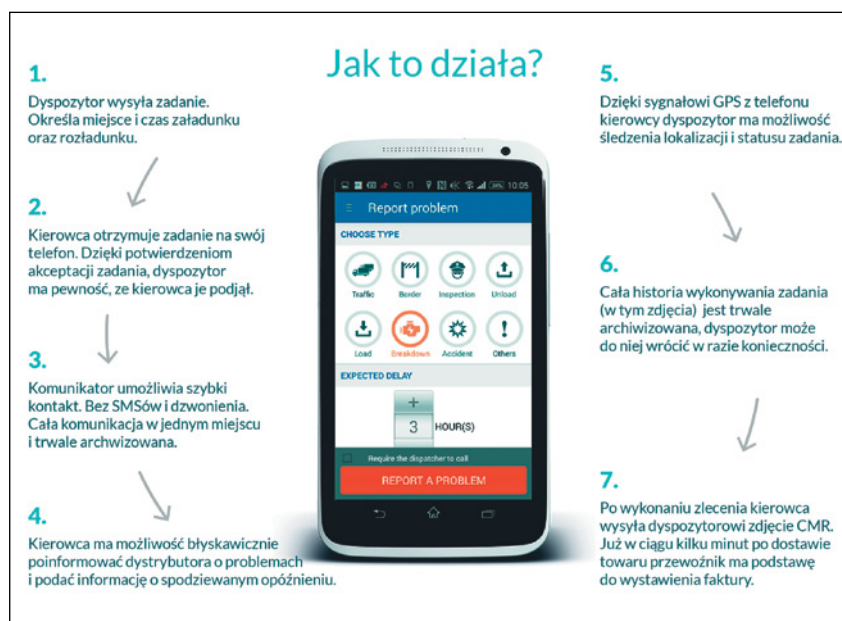 Jak to działa?
1.
Dyspozytor wysyła zadanie.
Określa miejsce i czas załadunku
oraz rozładunku.
2.
Kierowca otrzymuje zadanie na swój
telefon. Dzięki potwierdzeniom
akceptacji zadania, dyspozytor
ma pewność, ze kierowca je podjął.
3.
Komunikator umożliwia szybki
kontakt. Bez SMSów i dzwonienia.
Cała komunikacja w jednym miejscu
i trwale archwizowana.
4.
Kierowca ma możliwość błyskawicznie
poinformować dystrybutora o problemach
i podać informację o spodziewanym opóźnieniu.
10:05
Report problem
CHOOSE TYPE
Traffic Border Inspection Unload
Load Breakdown Accident Others
EXPECTED DELAY
+
3 HOUR(S)
Require the dispatcher to call
REPORT A PROBLEM
5.
Dzięki sygnałowi GPS z telefonu
kierowcy dyspozytor ma możliwość
śledzenia lokalizacji i statusu zadania.
6.
Cała historia wykonywania zadania
(w tym zdjęcia) jest trwale
archiwizowana, dyspozytor może
do niej wrócić w razie konieczności.
7.
Po wykonaniu zlecenia kierowca
wysyła dyspozytorowi zdjęcie CMR.
Już w ciągu kilku minut po dostawie
towaru przewoźnik ma podstawę
do wystawienia faktury.